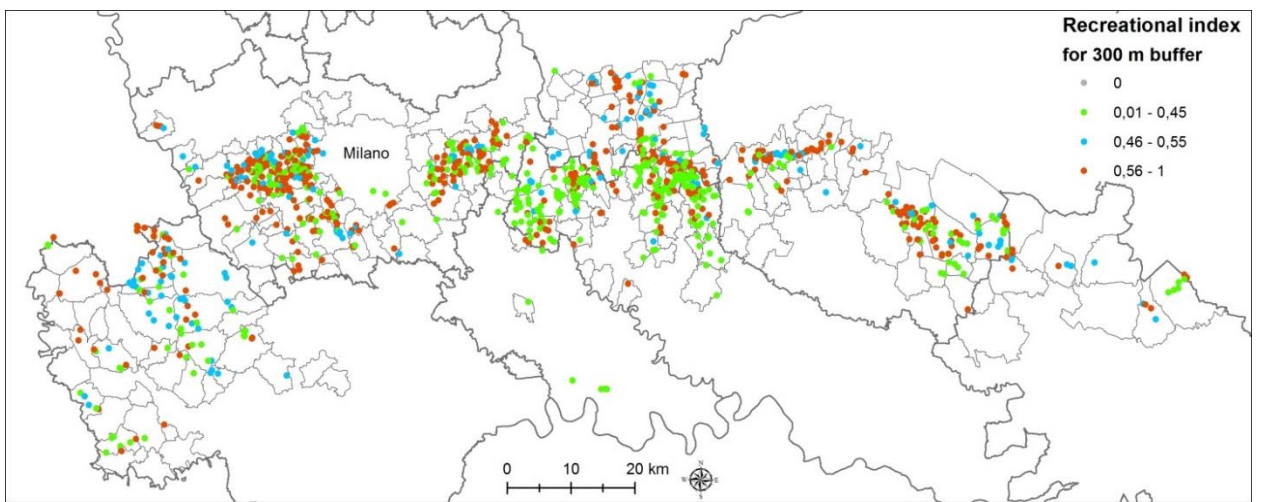 Recreational index
for 300 m buffer
0
0,01 - 0,45
0,46 - 0,55
0,56 - 1
Milano
0 10 20 km
N
W E
S